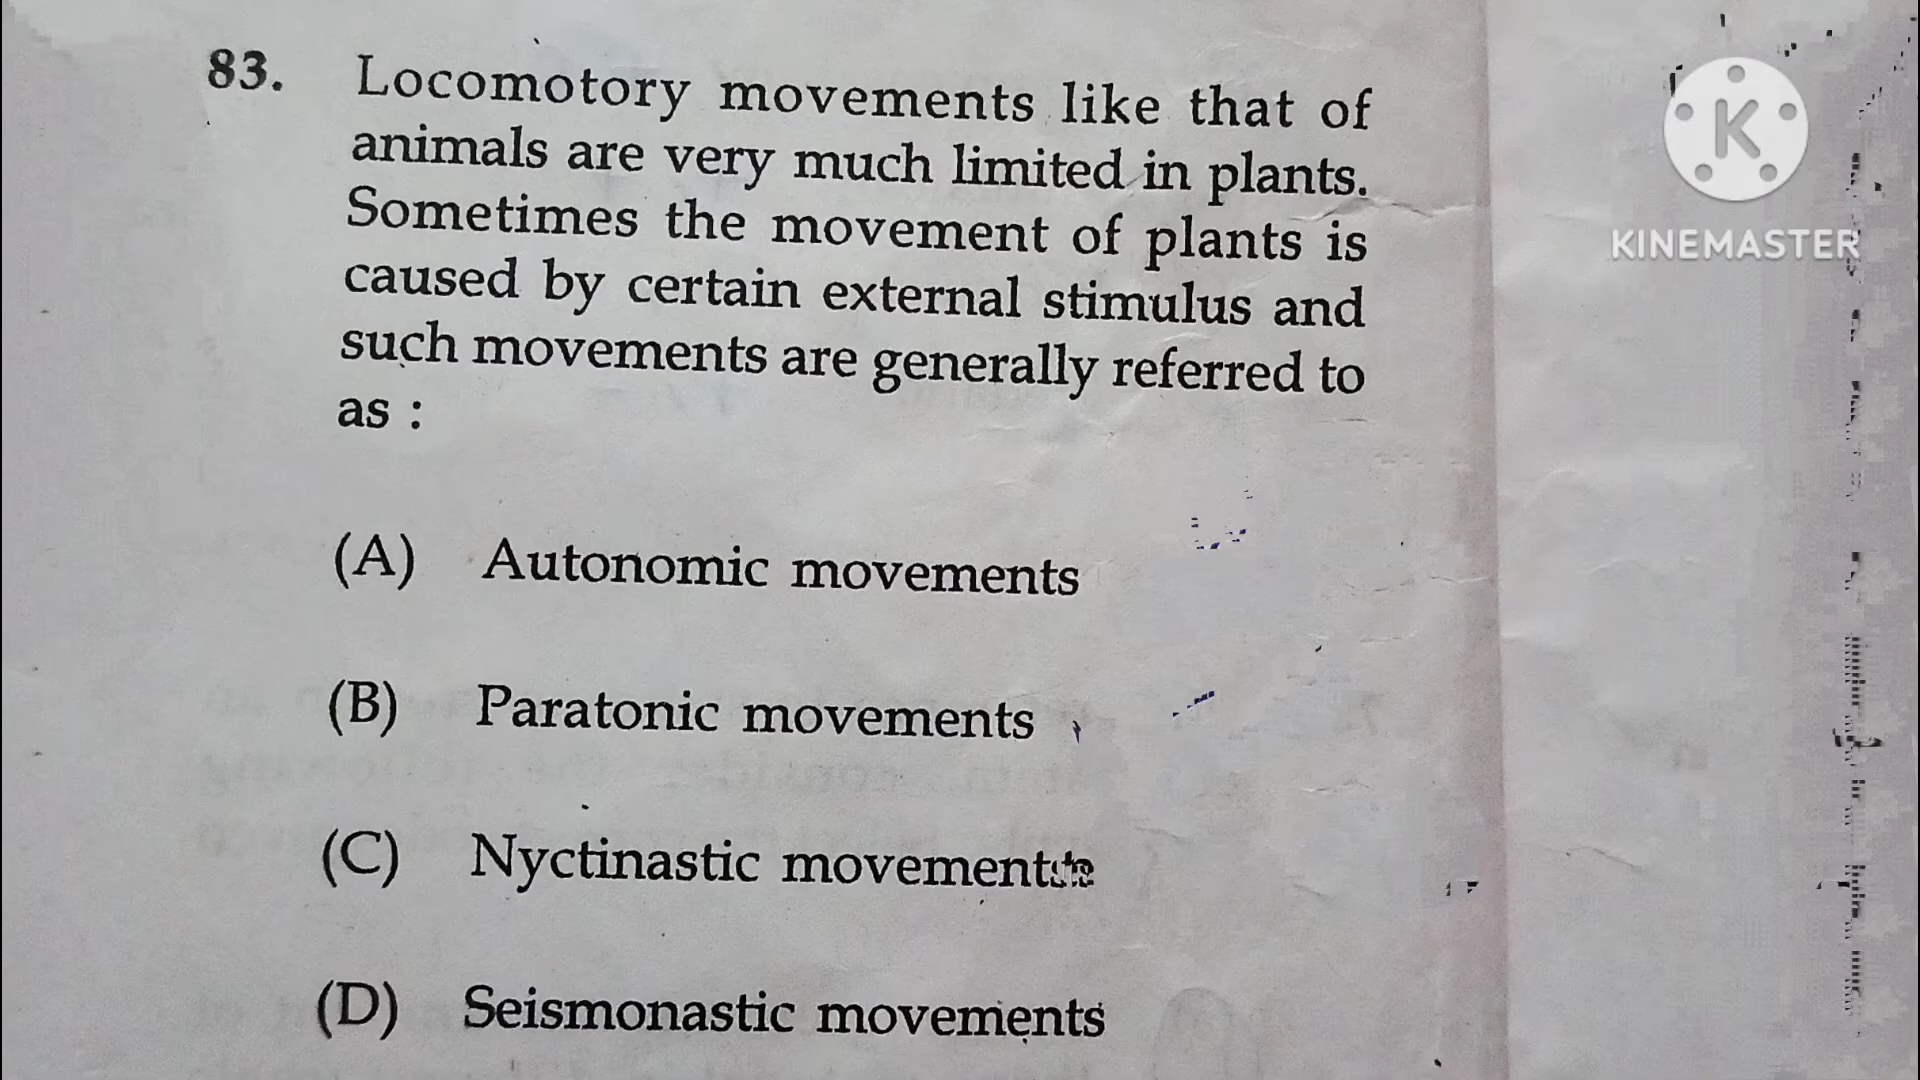 83. Locomotory movements like that of
animals are very much limited in plants.
Sometimes the movement of plants is
caused by certain external stimulus and
such movements are generally referred to
as :
(A) Autonomic movements
(B) Paratonic movements
(C) Nyctinastic movements
(D) Seismonastic movements
K
KINEMASTER